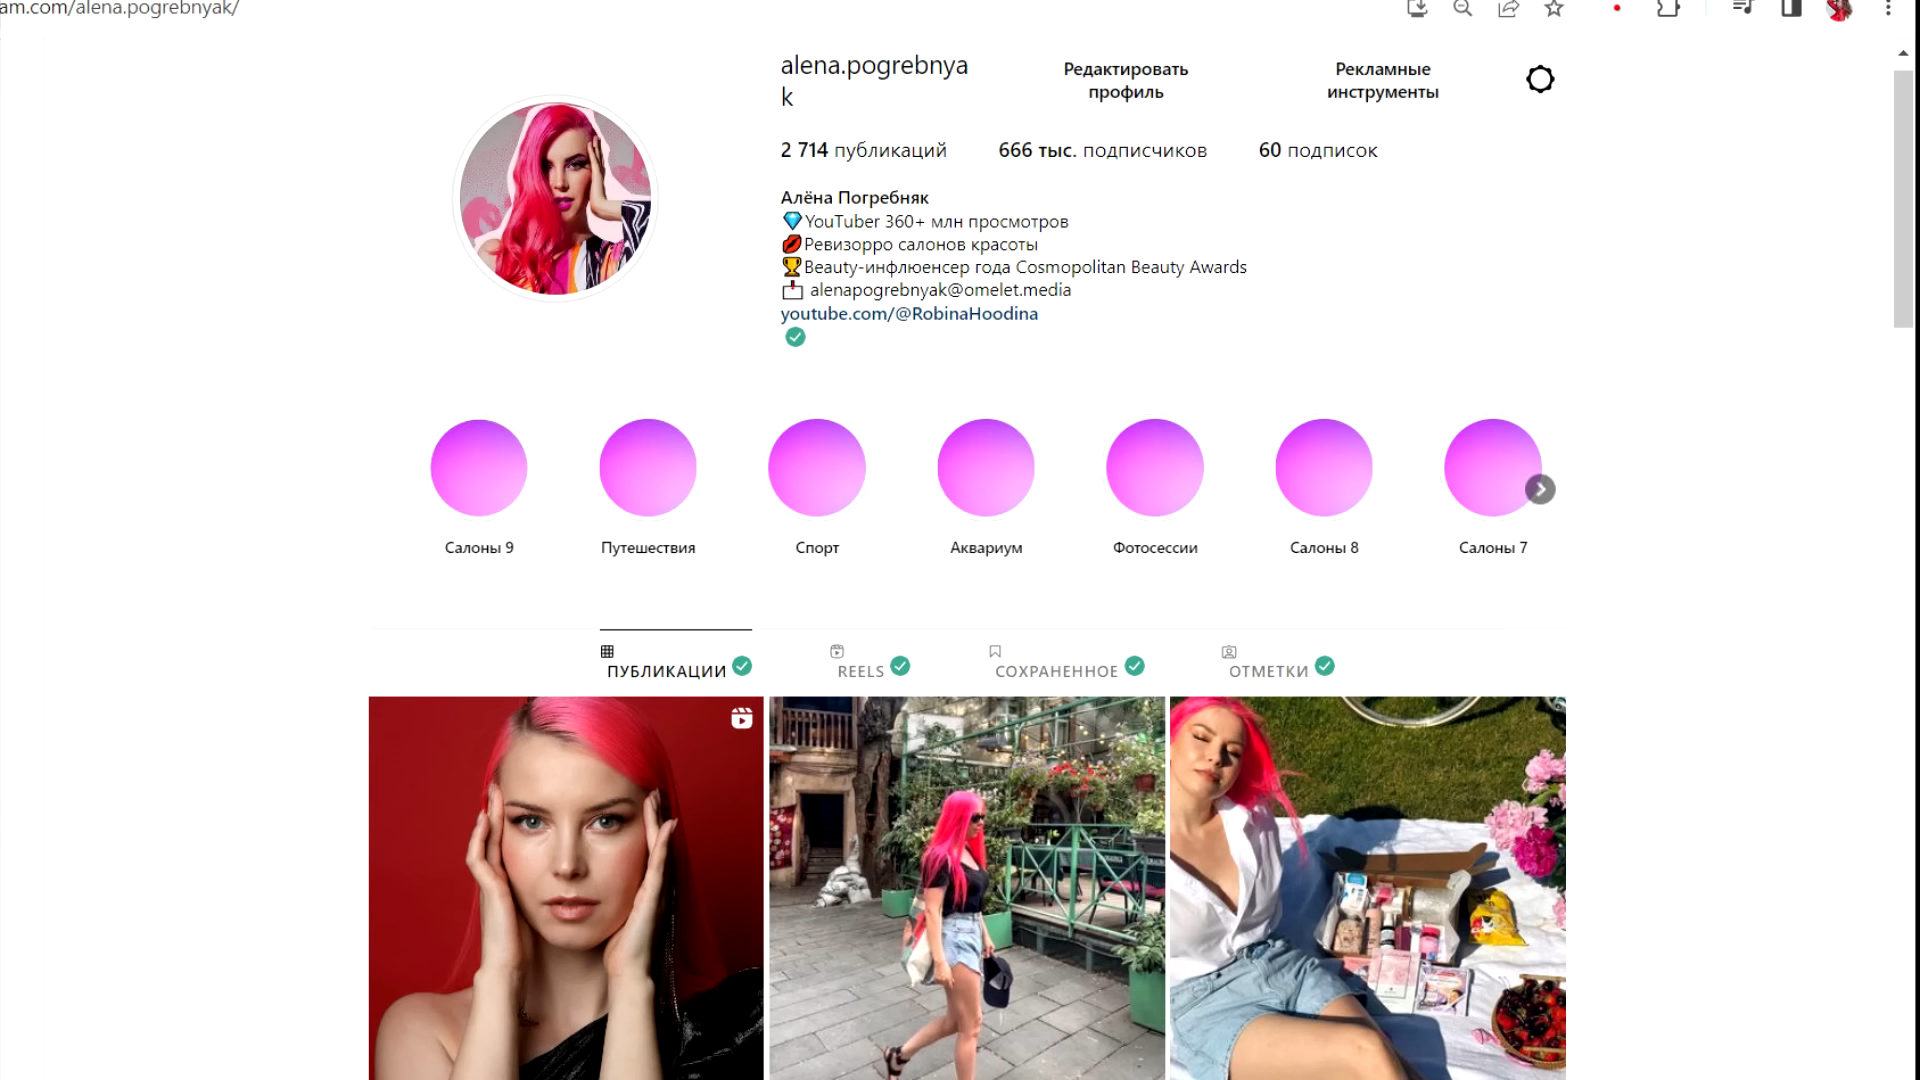 am.com/alena.pogrebnyak/
alena.pogrebnya
k
Редактировать
профиль
Рекламные
инструменты
2 714 публикаций
666 тыс. подписчиков
60 подписок
Алёна Погребняк
💎YouTuber 360+ млн просмотров
💋Ревизорро салонов красоты
🏆Beauty-инфлюенсер года Cosmopolitan Beauty Awards
📩 alenapogrebnyak@omelet.media
youtube.com/@RobinaHoodina
Салоны 9
Путешествия
Спорт
Аквариум
Фотосессии
Салоны 8
Салоны 7
ПУБЛИКАЦИИ
REELS
СОХРАНЕННОЕ
ОТМЕТКИ